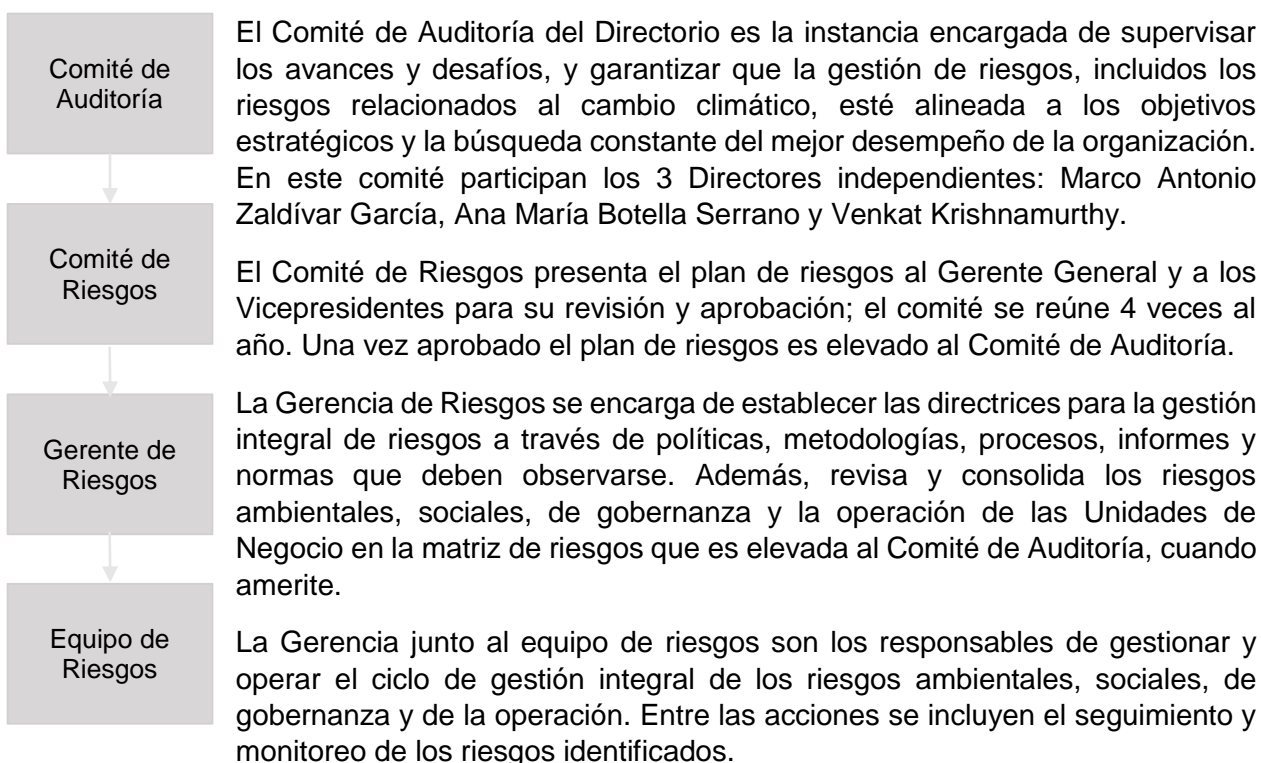 Comité de
Auditoría
El Comité de Auditoría del Directorio es la instancia encargada de supervisar
los avances y desafíos, y garantizar que la gestión de riesgos, incluidos los
riesgos relacionados al cambio climático, esté alineada a los objetivos
estratégicos y la búsqueda constante del mejor desempeño de la organización.
En este comité participan los 3 Directores independientes: Marco Antonio
Zaldívar García, Ana María Botella Serrano y Venkat Krishnamurthy.
Comité de
Riesgos
El Comité de Riesgos presenta el plan de riesgos al Gerente General y a los
Vicepresidentes para su revisión y aprobación; el comité se reúne 4 veces al
año. Una vez aprobado el plan de riesgos es elevado al Comité de Auditoría.
Gerente de
Riesgos
La Gerencia de Riesgos se encarga de establecer las directrices para la gestión
integral de riesgos a través de políticas, metodologías, procesos, informes y
normas que deben observarse. Además, revisa y consolida los riesgos
ambientales, sociales, de gobernanza y la operación de las Unidades de
Negocio en la matriz de riesgos que es elevada al Comité de Auditoría, cuando
amerite.
Equipo de
Riesgos
La Gerencia junto al equipo de riesgos son los responsables de gestionar y
operar el ciclo de gestión integral de los riesgos ambientales, sociales, de
gobernanza y de la operación. Entre las acciones se incluyen el seguimiento y
monitoreo de los riesgos identificados.